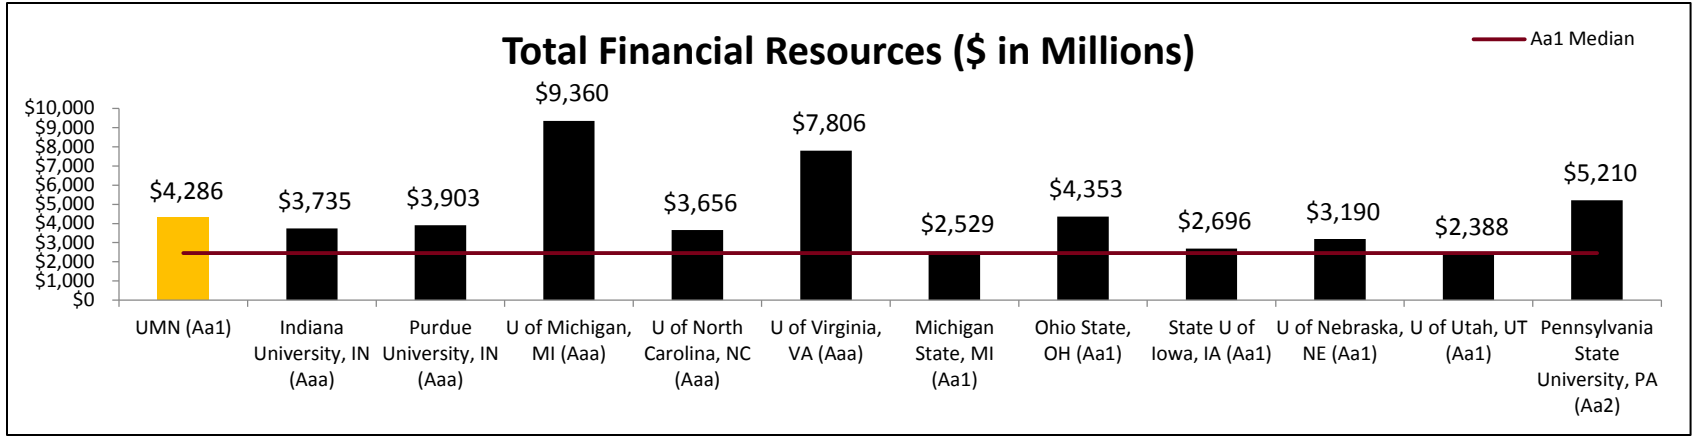 Total Financial Resources ($ in Millions)
Aa1 Median
$10,000
$9,000
$8,000
$7,000
$6,000
$5,000
$4,000
$3,000
$2,000
$1,000
$0
$4,286
$3,735
$3,903
$9,360
$3,656
$7,806
$2,529
$4,353
$2,696
$3,190
$2,388
$5,210
UMN (Aa1)
Indiana
University, IN
(Aaa)
Purdue
University, IN
(Aaa)
U of Michigan,
MI (Aaa)
U of North
Carolina, NC
(Aaa)
U of Virginia,
VA (Aaa)
Michigan
State, MI
(Aa1)
Ohio State,
OH (Aa1)
State U of
Iowa, IA (Aa1)
U of Nebraska,
NE (Aa1)
U of Utah, UT
(Aa1)
Pennsylvania
State
University, PA
(Aa2)